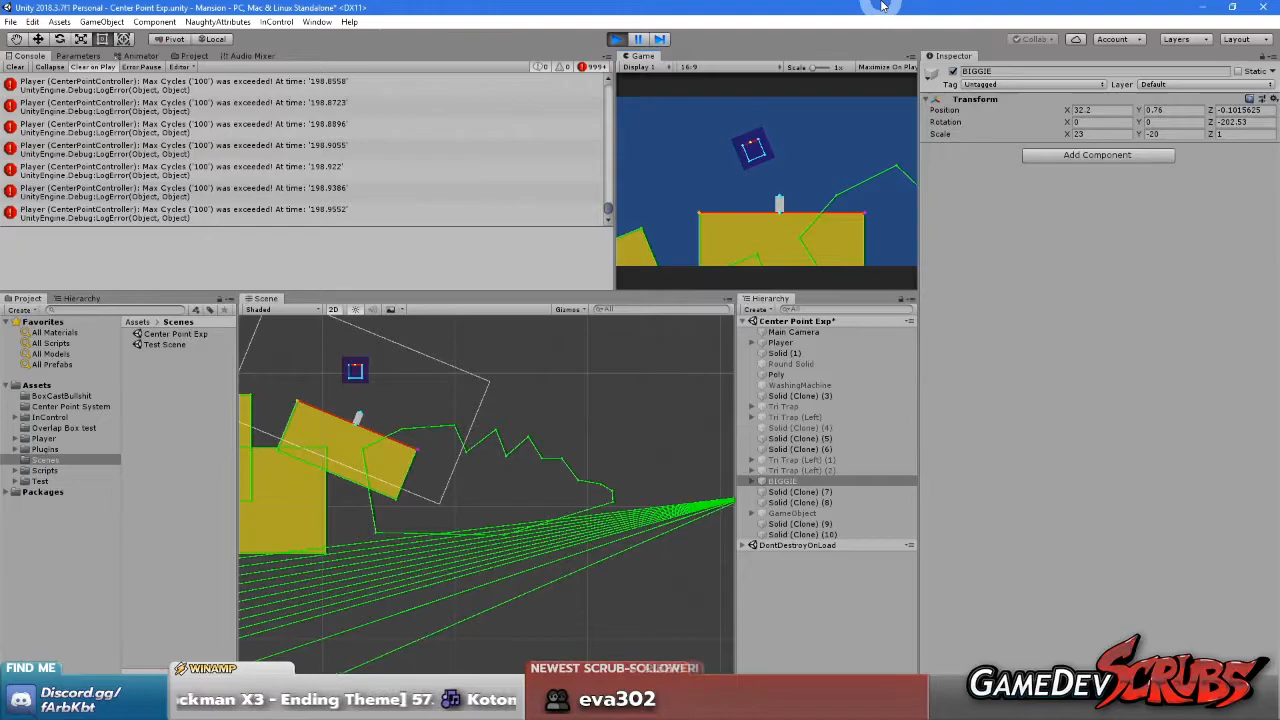 Unity 2018.3.7f1 Personal - Center Point Exp.unity - Mansion - PC, Mac & Linux Standalone* <DX11>
File Edit Assets GameObject Component NaughtyAttributes InControl Window Help
Pivot Local Collab Account Layers Layout
Console Parameters Animator Project Audio Mixer
Clear Collapse Clear on Play Error Pause Editor 0 0 999+
Player (CenterPointController): Max Cycles ('100') was exceeded! At time: '198.8558'
UnityEngine.Debug:LogError(Object, Object)
Player (CenterPointController): Max Cycles ('100') was exceeded! At time: '198.8723'
UnityEngine.Debug:LogError(Object, Object)
Player (CenterPointController): Max Cycles ('100') was exceeded! At time: '198.8896'
UnityEngine.Debug:LogError(Object, Object)
Player (CenterPointController): Max Cycles ('100') was exceeded! At time: '198.9055'
UnityEngine.Debug:LogError(Object, Object)
Player (CenterPointController): Max Cycles ('100') was exceeded! At time: '198.922'
UnityEngine.Debug:LogError(Object, Object)
Player (CenterPointController): Max Cycles ('100') was exceeded! At time: '198.9386'
UnityEngine.Debug:LogError(Object, Object)
Player (CenterPointController): Max Cycles ('100') was exceeded! At time: '198.9552'
UnityEngine.Debug:LogError(Object, Object)
Game
Display 1 16:9 Scale 1x Maximize On Play
Inspector
BIGGIE Static
Tag Untagged Layer Default
Transform
Position X 32.2 Y 0.76 Z -0.1015625
Rotation X 0 Y 0 Z -202.53
Scale X 23 Y -20 Z 1
Add Component
Project Hierarchy
Create
Favorites
All Materials
All Scripts
All Models
All Prefabs
Assets
BoxCastBullshit
Center Point System
InControl
Overlap Box test
Player
Plugins
Scenes
Scripts
Test
Packages
Assets Scenes
Center Point Exp
Test Scene
Scene
Shaded 2D Gizmos All
Hierarchy
Create All
Center Point Exp*
Main Camera
Player
Solid (1)
Round Solid
Poly
WashingMachine
Solid (Clone) (3)
Tri Trap
Tri Trap (Left)
Solid (Clone) (4)
Solid (Clone) (5)
Solid (Clone) (6)
Tri Trap (Left) (1)
Tri Trap (Left) (2)
BIGGIE
Solid (Clone) (7)
Solid (Clone) (8)
GameObject
Solid (Clone) (9)
Solid (Clone) (10)
DontDestroyOnLoad
FIND ME
Discord.gg/
fArbKbt
WINAMP
ckman X3 - Ending Theme] 57. Koton
NEWEST SCRUB-FOLLOWER!
eva302
GAMEDEV SCRUBS